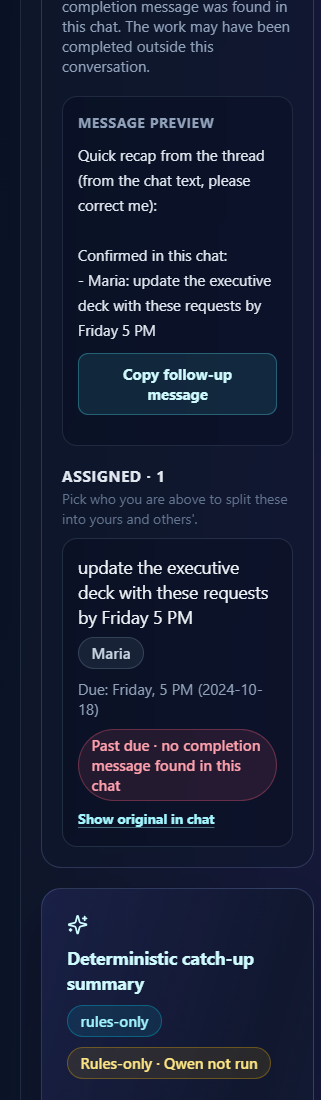 completion message was found in
this chat. The work may have been
completed outside this
conversation.
MESSAGE PREVIEW
Quick recap from the thread
(from the chat text, please
correct me):
Confirmed in this chat:
- Maria: update the executive
deck with these requests by
Friday 5 PM
Copy follow-up
message
ASSIGNED · 1
Pick who you are above to split these
into yours and others'.
update the executive
deck with these requests
by Friday 5 PM
Maria
Due: Friday, 5 PM (2024-10-
18)
Past due · no completion
message found in this
chat
Show original in chat
Deterministic catch-up
summary
rules-only
Rules-only · Qwen not run